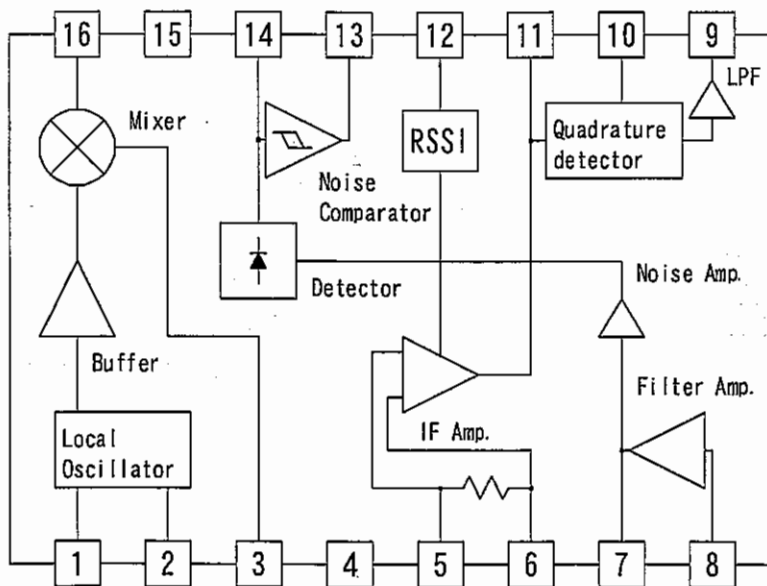 16 15 14 13 12 11 10 9
LPF
Mixer
RSSI
Quadrature
detector
Noise
Comparator
Detector
Noise Amp.
Buffer
Filter Amp.
IF Amp.
Local
Oscillator
1 2 3 4 5 6 7 8